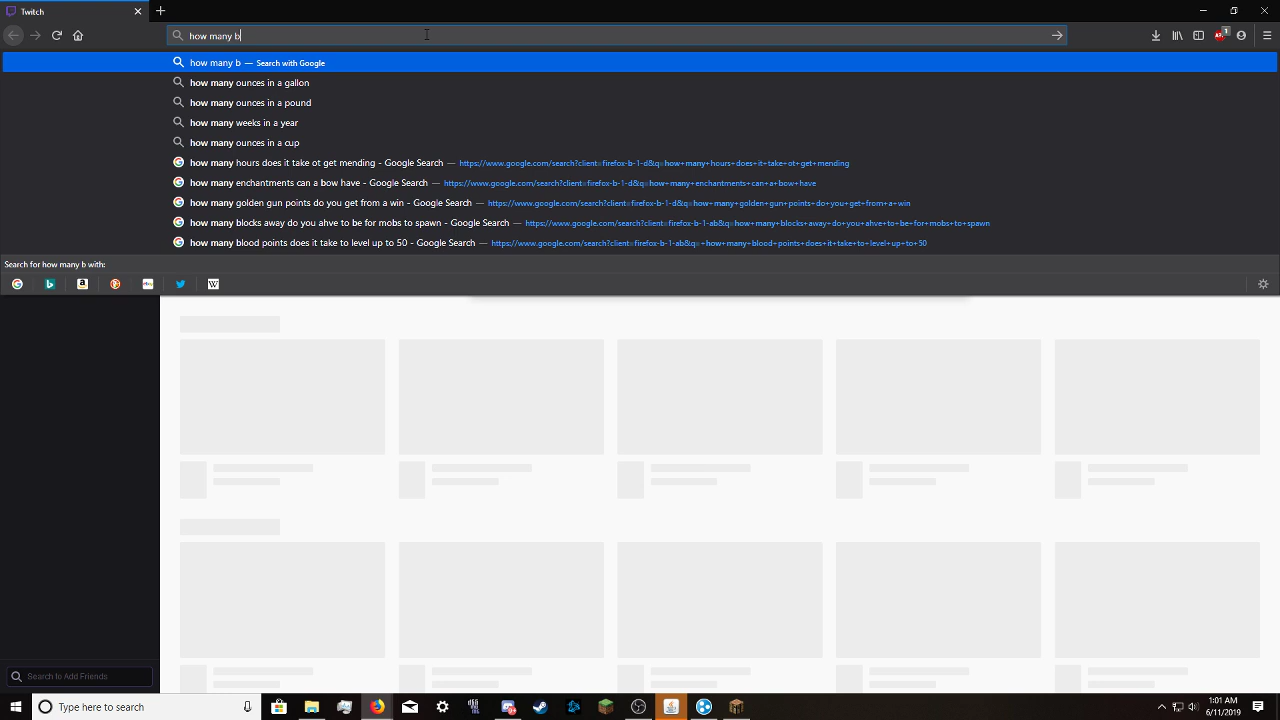 Twitch
how many b
how many b — Search with Google
how many ounces in a gallon
how many ounces in a pound
how many weeks in a year
how many ounces in a cup
how many hours does it take ot get mending - Google Search — https://www.google.com/search?client=firefox-b-1-d&q=how+many+hours+does+it+take+ot+get+mending
how many enchantments can a bow have - Google Search — https://www.google.com/search?client=firefox-b-1-d&q=how+many+enchantments+can+a+bow+have
how many golden gun points do you get from a win - Google Search — https://www.google.com/search?client=firefox-b-1-d&q=how+many+golden+gun+points+do+you+get+from+a+win
how many blocks away do you ahve to be for mobs to spawn - Google Search — https://www.google.com/search?client=firefox-b-1-ab&q=how+many+blocks+away+do+you+ahve+to+be+for+mobs+to+spawn
how many blood points does it take to level up to 50 - Google Search — https://www.google.com/search?client=firefox-b-1-ab&q=+how+many+blood+points+does+it+take+to+level+up+to+50
Search for how many b with:
Search to Add Friends
Type here to search
1:01 AM
6/11/2019